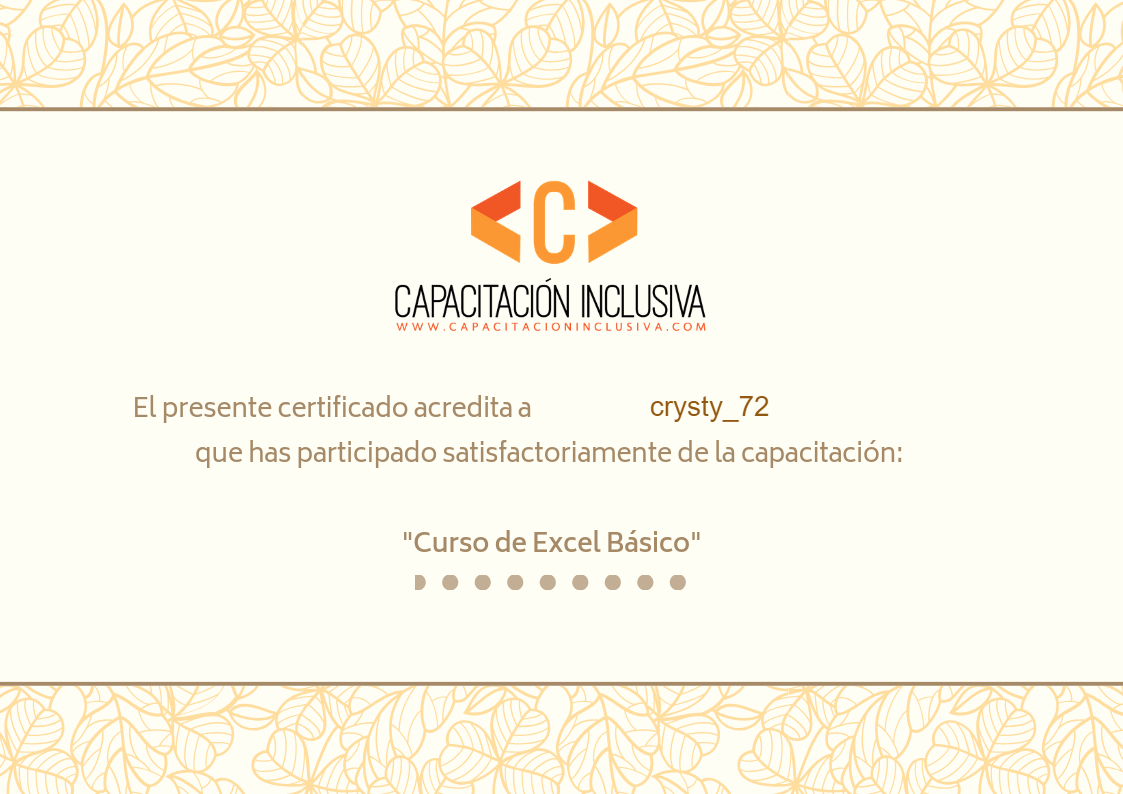 <C>
CAPACITACIÓN INCLUSIVA
WWW.CAPACITACIONINCLUSIVA.COM
El presente certificado acredita a crysty_72
que has participado satisfactoriamente de la capacitación:
"Curso de Excel Básico"